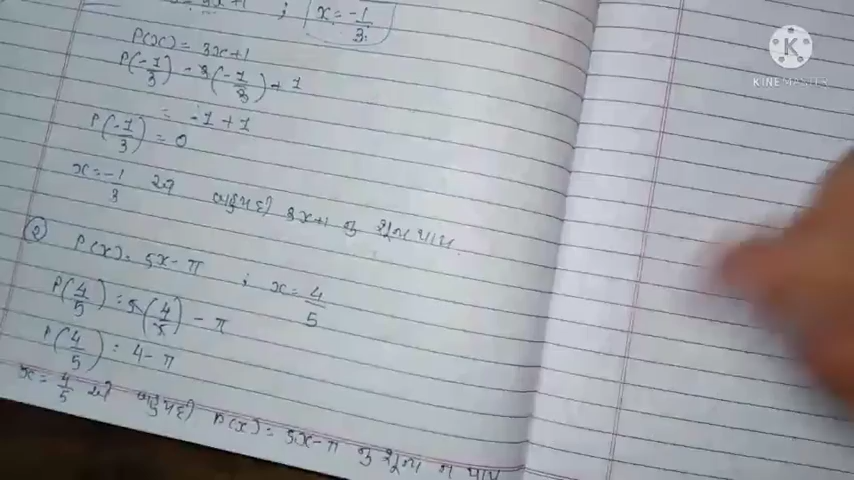 x = -1/3
P(x) = 3x+1
P(-1/3) = 3(-1/3) + 1
= -1 + 1
P(-1/3) = 0
x = -1/3 એ બહુપદી 3x+1 નું શૂન્ય થાય.
② P(x) = 5x - π ; x = 4/5
P(4/5) = 5(4/5) - π
P(4/5) = 4 - π
x = 4/5 એ બહુપદી P(x) = 5x - π નું શૂન્ય ન થાય
K
KINEMASTER